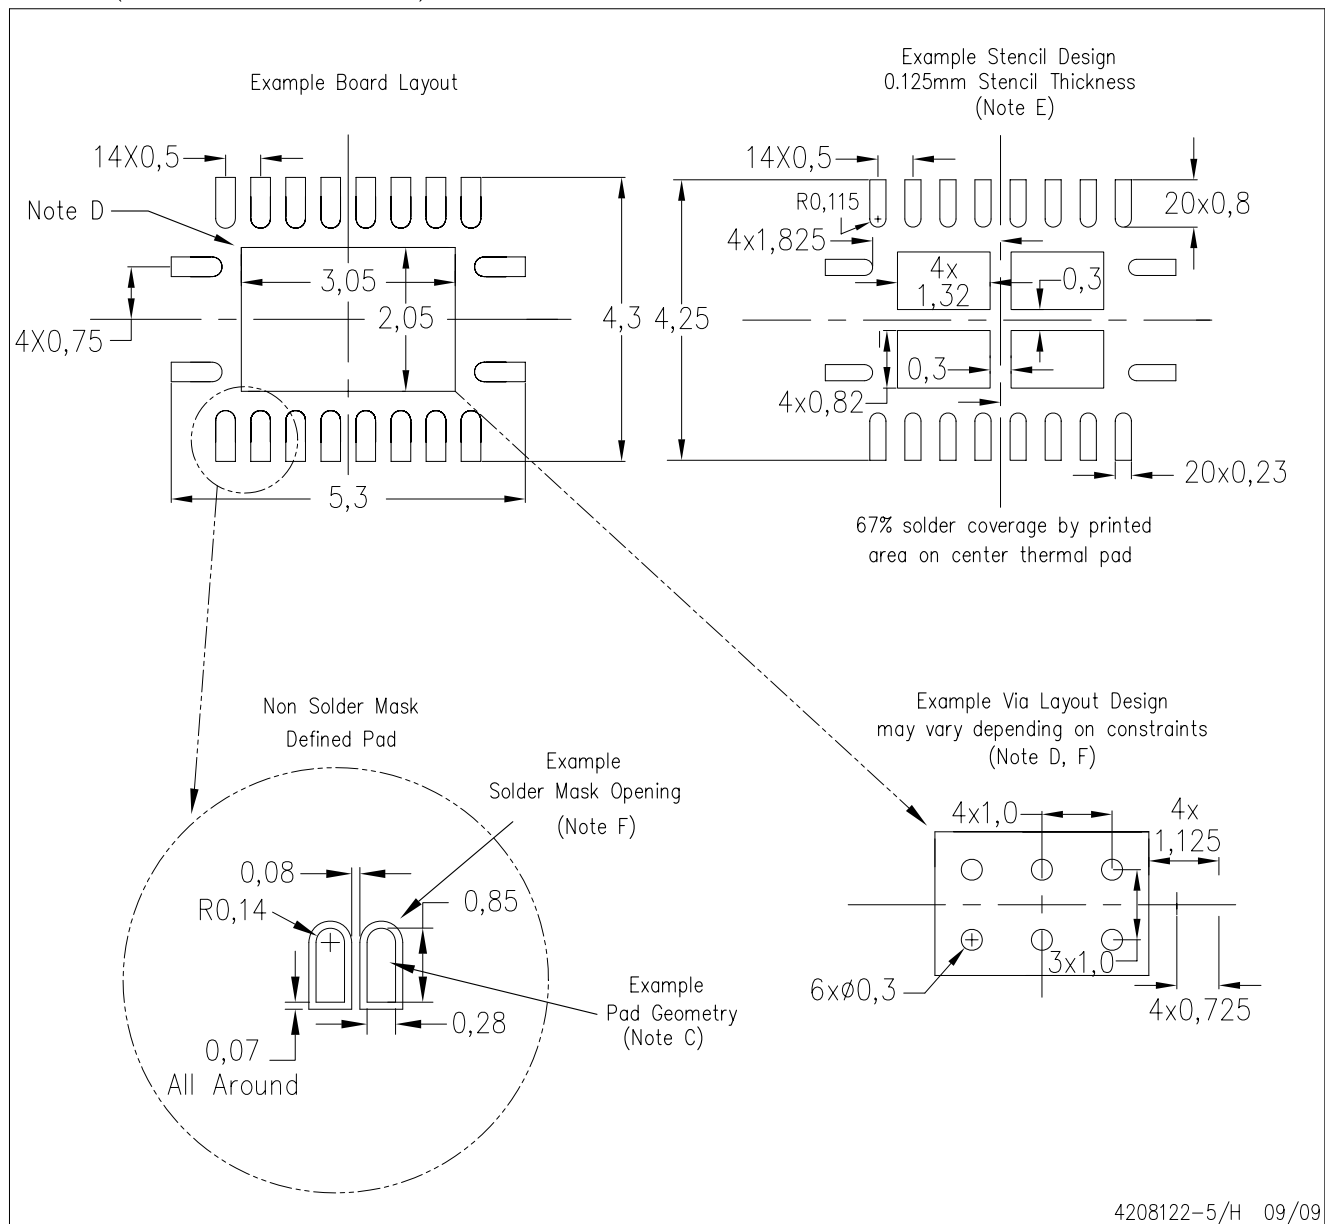 Example Board Layout
Example Stencil Design
0.125mm Stencil Thickness
(Note E)
14X0,5
14X0,5
Note D
R0,115
20x0,8
4x1,825
3,05
4x
1,32
0,3
2,05
4,3
4,25
4X0,75
0,3
4x0,82
5,3
20x0,23
67% solder coverage by printed
area on center thermal pad
Non Solder Mask
Defined Pad
Example
Solder Mask Opening
(Note F)
Example Via Layout Design
may vary depending on constraints
(Note D, F)
4x1,0
4x
1,125
0,08
R0,14
0,85
3x1,0
6xø0,3
4x0,725
Example
Pad Geometry
(Note C)
0,28
0,07
All Around
4208122-5/H 09/09